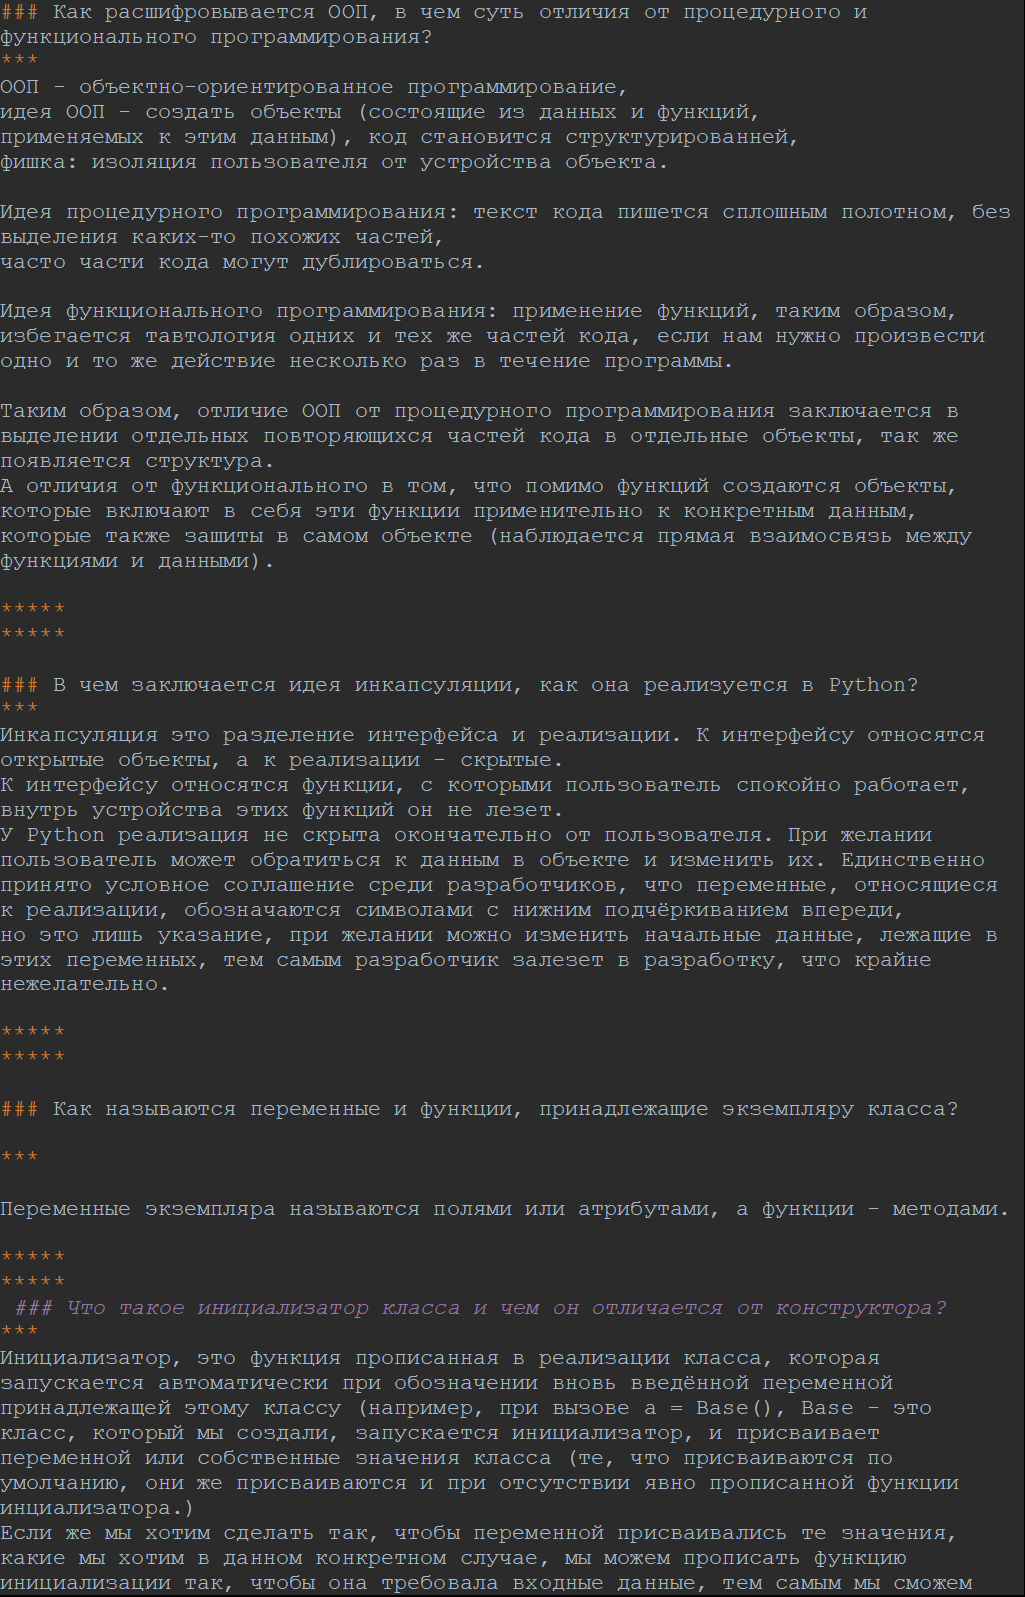 ### Как расшифровывается ООП, в чем суть отличия от процедурного и
функционального программирования?
***
ООП - объектно-ориентированное программирование,
идея ООП - создать объекты (состоящие из данных и функций,
применяемых к этим данным), код становится структурированней,
фишка: изоляция пользователя от устройства объекта.
Идея процедурного программирования: текст кода пишется сплошным полотном, без
выделения каких-то похожих частей,
часто части кода могут дублироваться.
Идея функционального программирования: применение функций, таким образом,
избегается тавтология одних и тех же частей кода, если нам нужно произвести
одно и то же действие несколько раз в течение программы.
Таким образом, отличие ООП от процедурного программирования заключается в
выделении отдельных повторяющихся частей кода в отдельные объекты, так же
появляется структура.
А отличия от функционального в том, что помимо функций создаются объекты,
которые включают в себя эти функции применительно к конкретным данным,
которые также зашиты в самом объекте (наблюдается прямая взаимосвязь между
функциями и данными).
*****
*****
### В чем заключается идея инкапсуляции, как она реализуется в Python?
***
Инкапсуляция это разделение интерфейса и реализации. К интерфейсу относятся
открытые объекты, а к реализации - скрытые.
К интерфейсу относятся функции, с которыми пользователь спокойно работает,
внутрь устройства этих функций он не лезет.
У Python реализация не скрыта окончательно от пользователя. При желании
пользователь может обратиться к данным в объекте и изменить их. Единственно
принято условное соглашение среди разработчиков, что переменные, относящиеся
к реализации, обозначаются символами с нижним подчёркиванием впереди,
но это лишь указание, при желании можно изменить начальные данные, лежащие в
этих переменных, тем самым разработчик залезет в разработку, что крайне
нежелательно.
*****
*****
### Как называются переменные и функции, принадлежащие экземпляру класса?
***
Переменные экземпляра называются полями или атрибутами, а функции - методами.
*****
*****
### Что такое инициализатор класса и чем он отличается от конструктора?
***
Инициализатор, это функция прописанная в реализации класса, которая
запускается автоматически при обозначении вновь введённой переменной
принадлежащей этому классу (например, при вызове a = Base(), Base - это
класс, который мы создали, запускается инициализатор, и присваивает
переменной или собственные значения класса (те, что присваиваются по
умолчанию, они же присваиваются и при отсутствии явно прописанной функции
инциализатора.)
Если же мы хотим сделать так, чтобы переменной присваивались те значения,
какие мы хотим в данном конкретном случае, мы можем прописать функцию
инициализации так, чтобы она требовала входные данные, тем самым мы сможем